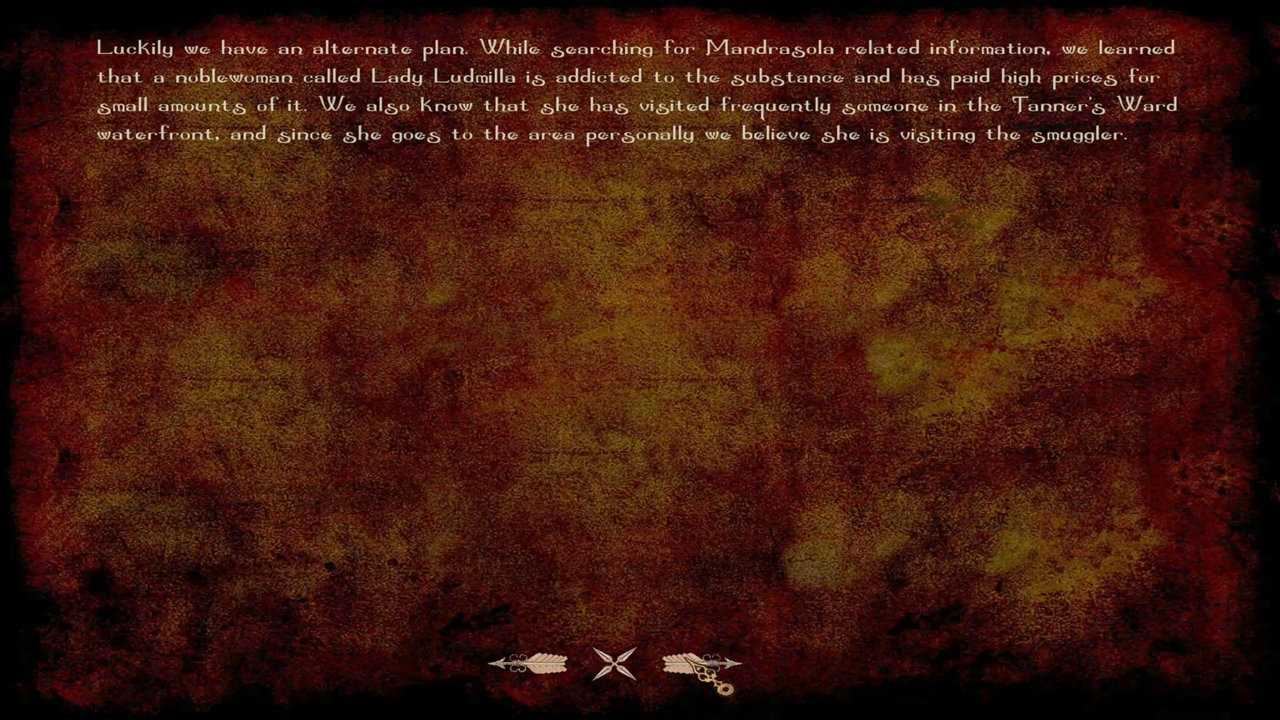 Luckily we have an alternate plan. While searching for Mandrasola related information, we learned
that a noblewoman called Lady Ludmilla is addicted to the substance and has paid high prices for
small amounts of it. We also know that she has visited frequently someone in the Tanner's Ward
waterfront, and since she goes to the area personally we believe she is visiting the smuggler.